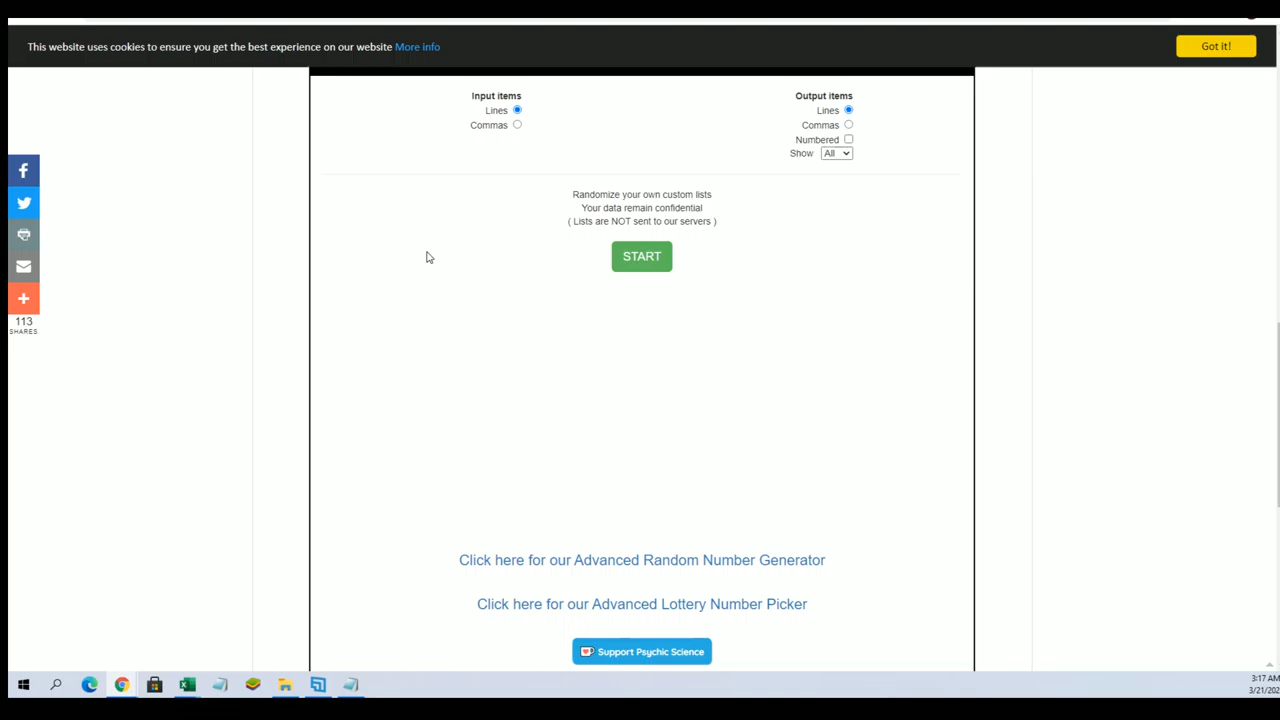 This website uses cookies to ensure you get the best experience on our website More info
Got it!
Input items
Lines
Commas
Output items
Lines
Commas
Numbered
Show All
Randomize your own custom lists
Your data remain confidential
( Lists are NOT sent to our servers )
START
113
SHARES
Click here for our Advanced Random Number Generator
Click here for our Advanced Lottery Number Picker
Support Psychic Science
3:17 AM
3/21/202